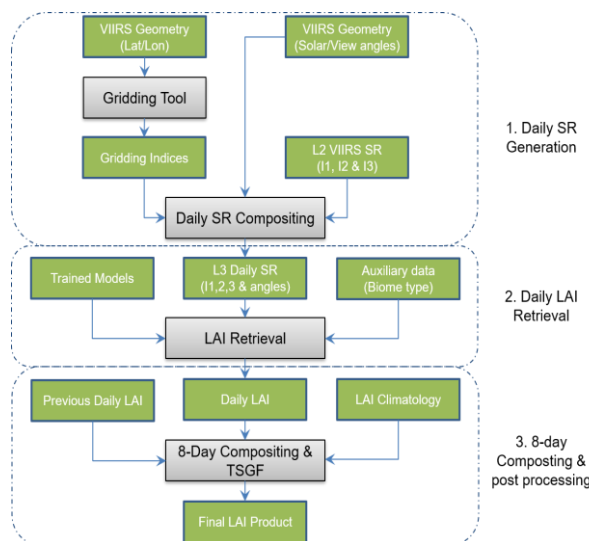 VIIRS Geometry
(Lat/Lon)
VIIRS Geometry
(Solar/View angles)
Gridding Tool
Gridding Indices
L2 VIIRS SR
(I1, I2 & I3)
Daily SR Compositing
1. Daily SR
Generation
Trained Models
L3 Daily SR
(I1,2,3 & angles)
Auxiliary data
(Biome type)
LAI Retrieval
2. Daily LAI
Retrieval
Previous Daily LAI
Daily LAI
LAI Climatology
8-Day Compositing &
TSGF
Final LAI Product
3. 8-day
Composting &
post processing